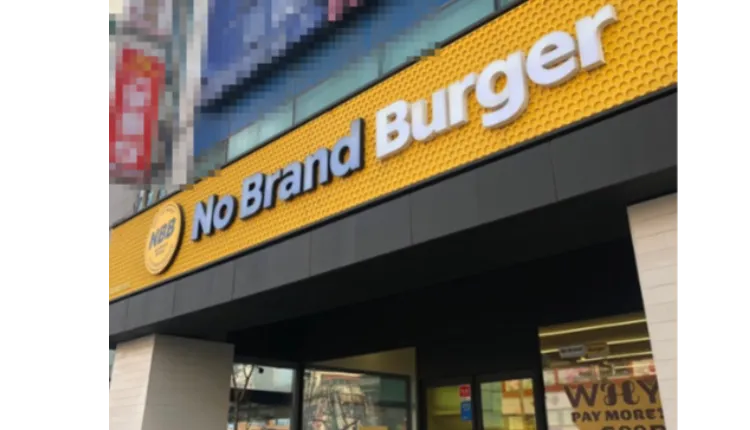 No Brand Burger
NBB
WHY
PAY MORE?